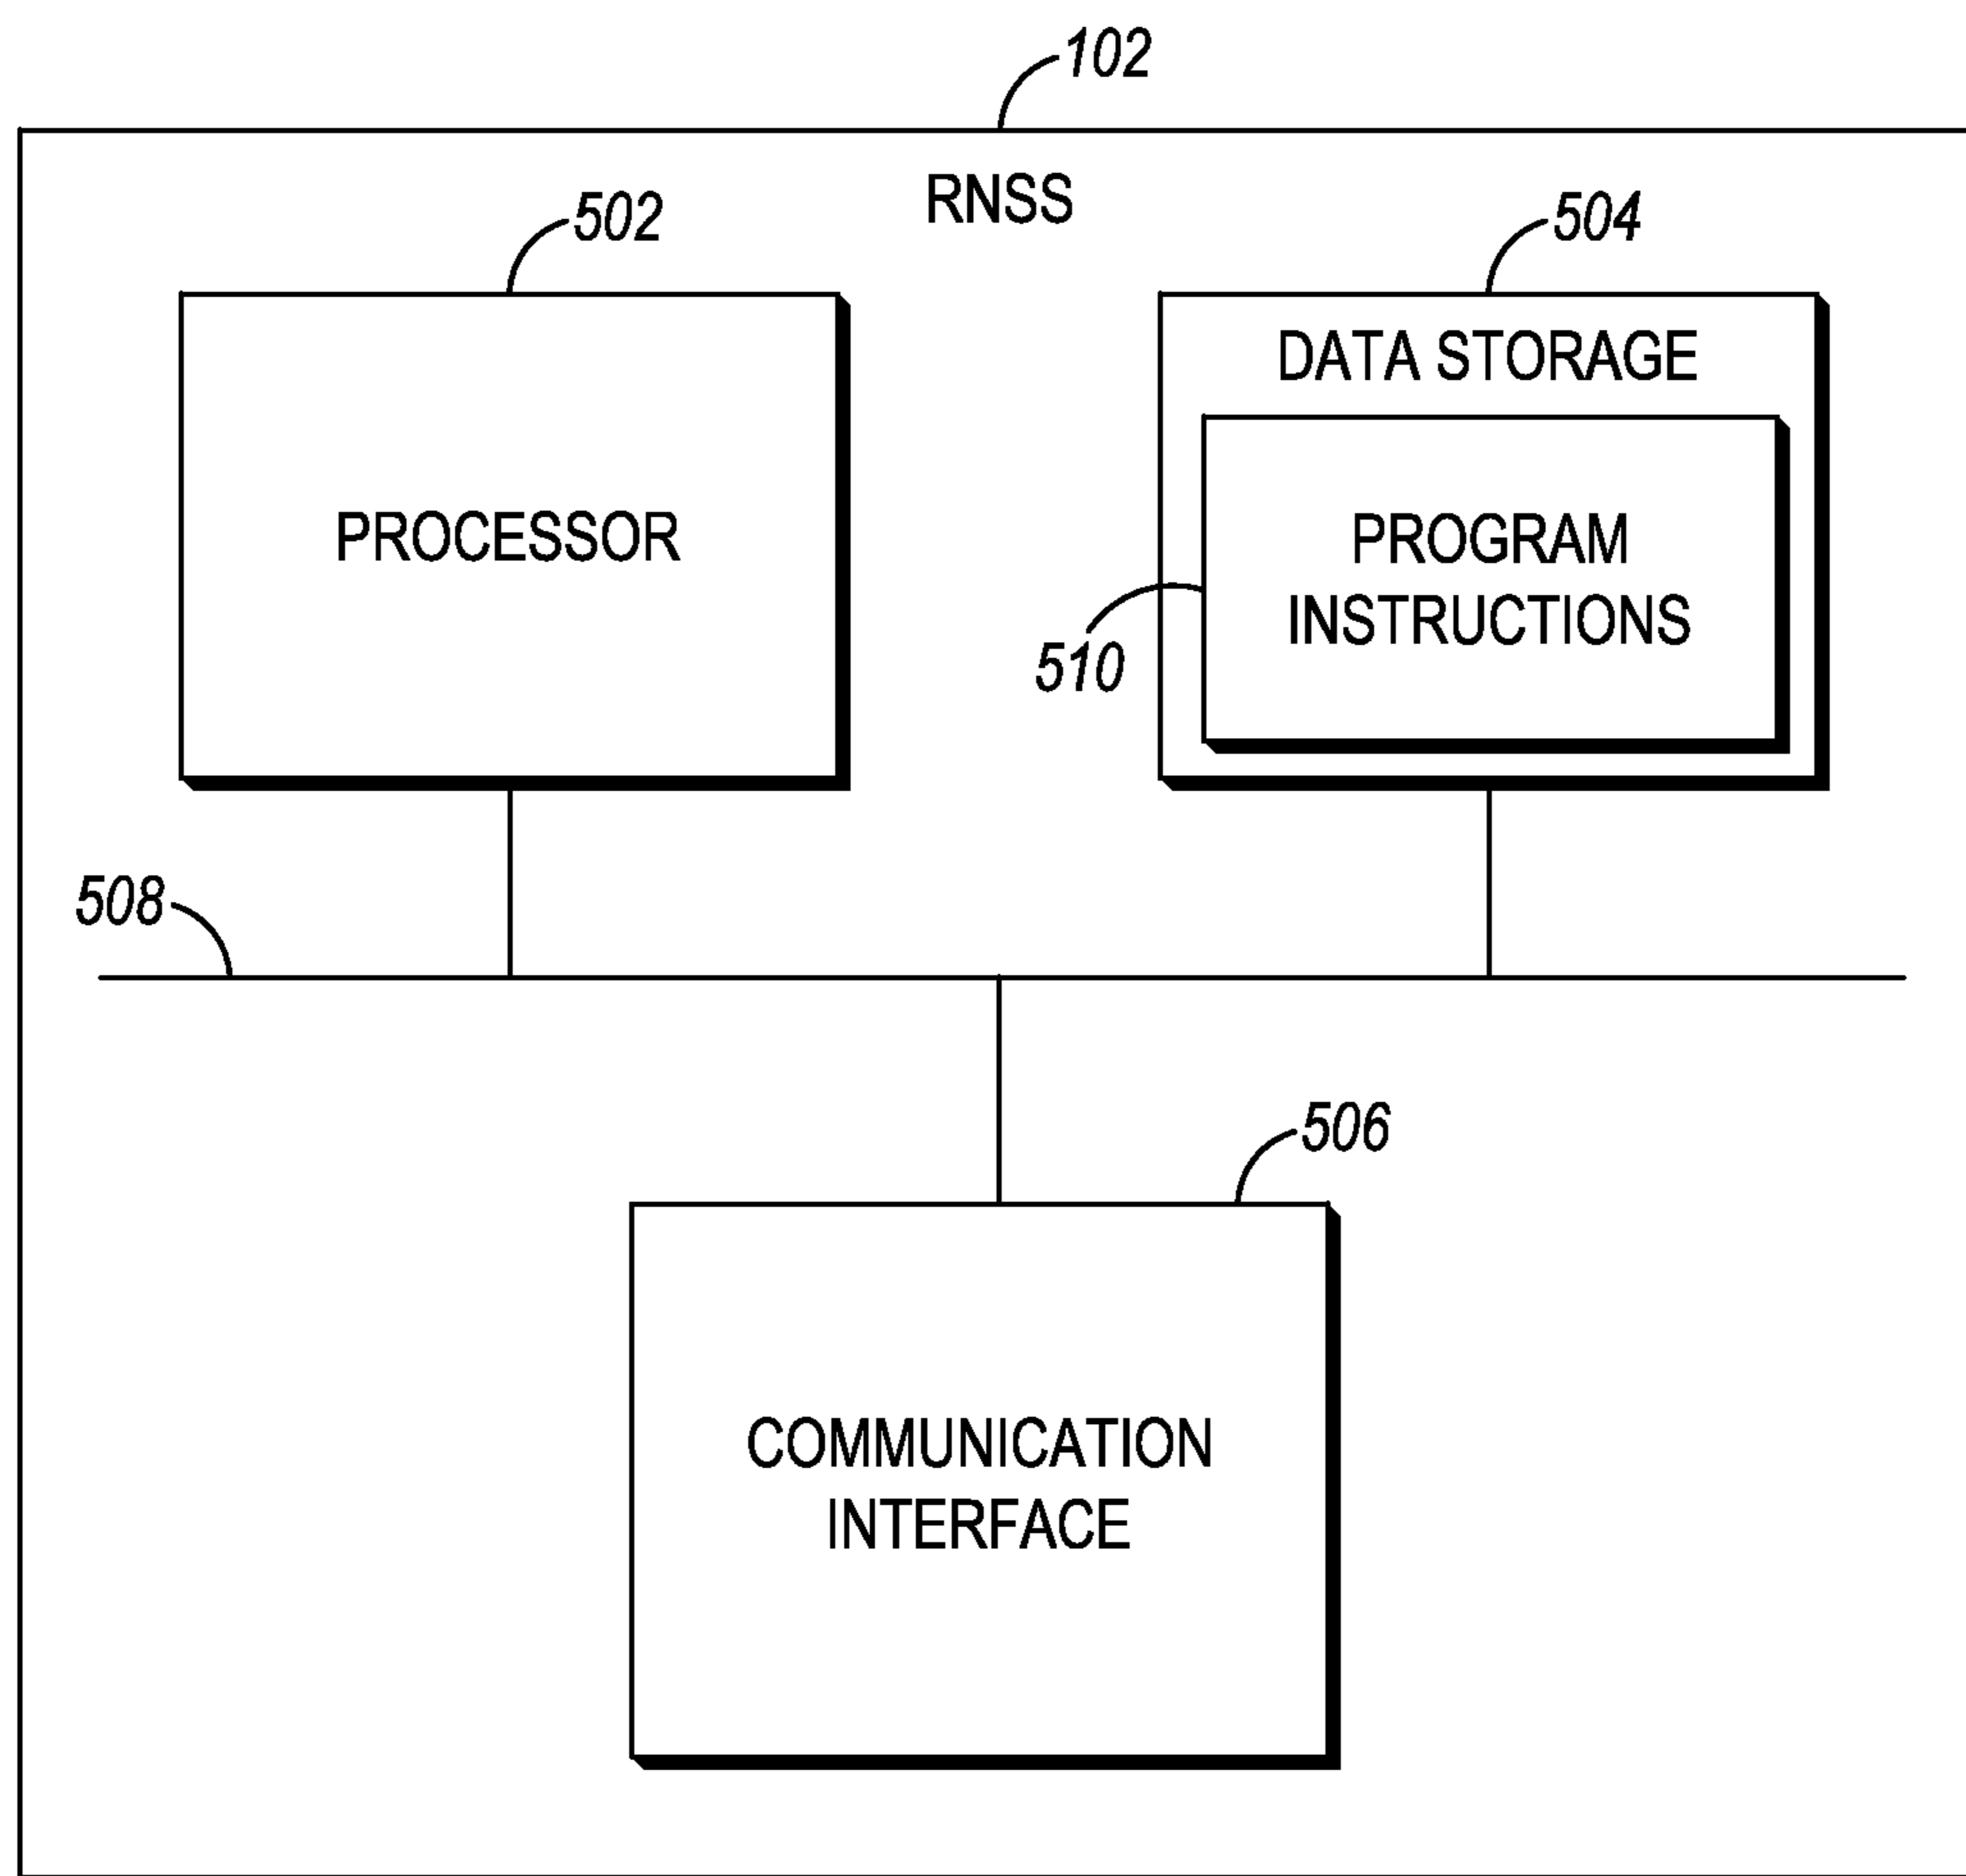 102
RNSS
502
504
DATA STORAGE
PROCESSOR
PROGRAM
INSTRUCTIONS
510
508
506
COMMUNICATION
INTERFACE